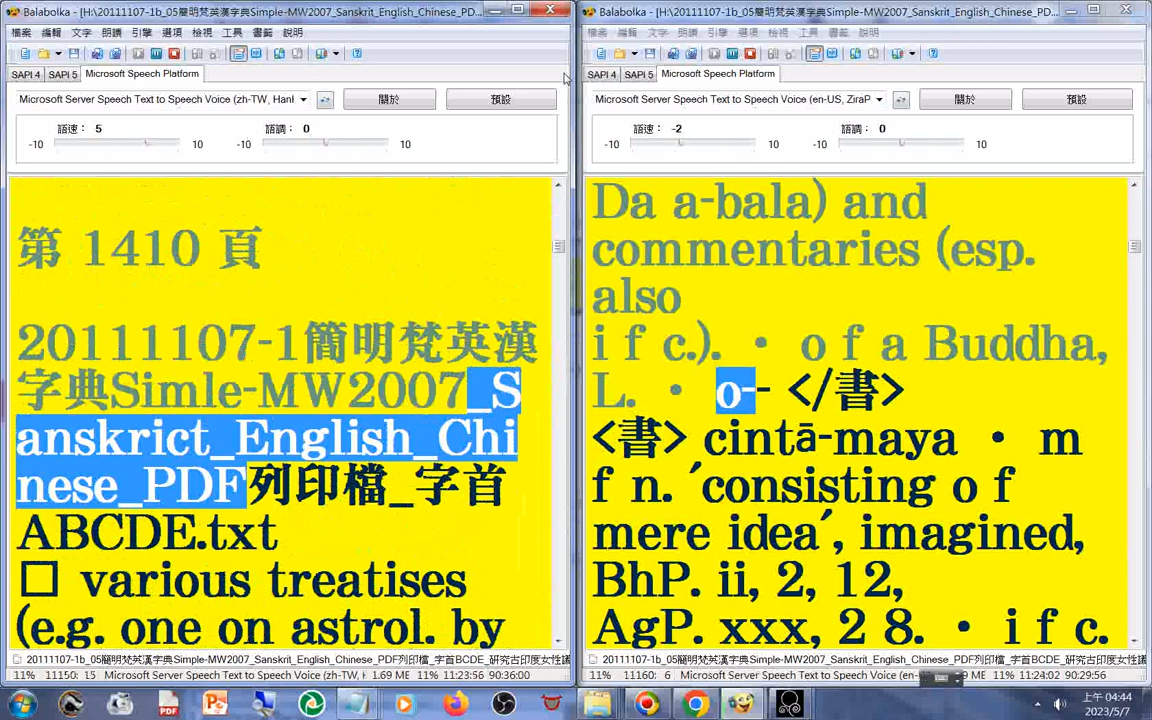 Balabolka - [H:\20111107-1b_05簡明梵英漢字典Simple-MW2007_Sanskrit_English_Chinese_PD...
檔案 編輯 文字 朗讀 引擎 選項 檢視 工具 書籤 說明
SAPI 4 SAPI 5 Microsoft Speech Platform
Microsoft Server Speech Text to Speech Voice (zh-TW, Hanl
關於 預設
語速： 5 語調： 0
-10 10 -10 10
第 1410 頁
20111107-1簡明梵英漢
字典Simle-MW2007_S
anskrict_English_Chi
nese_PDF列印檔_字首
ABCDE.txt
□ various treatises
(e.g. one on astrol. by
20111107-1b_05簡明梵英漢字典Simple-MW2007_Sanskrit_English_Chinese_PDF列印檔_字首BCDE_研究古印度女性議
11% 11150: 15 Microsoft Server Speech Text to Speech Voice (zh-TW, 11% 11:23:56 90:36:00
Balabolka - [H:\20111107-1b_05簡明梵英漢字典Simple-MW2007_Sanskrit_English_Chinese_PD...
檔案 編輯 文字 朗讀 引擎 選項 檢視 工具 書籤 說明
SAPI 4 SAPI 5 Microsoft Speech Platform
Microsoft Server Speech Text to Speech Voice (en-US, ZiraP
關於 預設
語速： -2 語調： 0
-10 10 -10 10
Da a-bala) and
commentaries (esp.
also
i f c.). • o f a Buddha,
L. • o-- </書>
<書> cintā-maya • m
f n. ´consisting o f
mere idea´, imagined,
BhP. ii, 2, 12,
AgP. xxx, 2 8. • i f c.
20111107-1b_05簡明梵英漢字典Simple-MW2007_Sanskrit_English_Chinese_PDF列印檔_字首BCDE_研究古印度女性議
11% 11160: 6 Microsoft Server Speech Text to Speech Voice (en-US, 11% 11:24:02 90:29:56
PDF
上午 04:44
2023/5/7